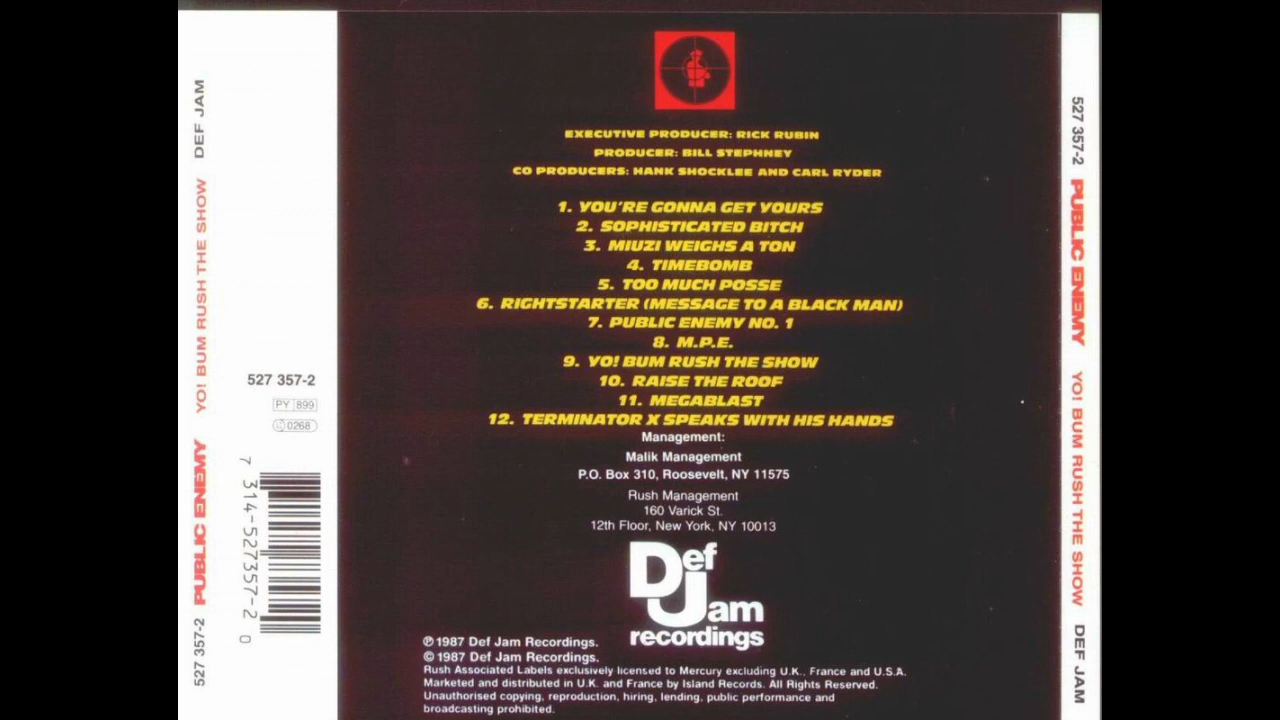 527 357-2 PUBLIC ENEMY YO! BUM RUSH THE SHOW DEF JAM
527 357-2
PY 899
0268
7 314-527357-2 0
EXECUTIVE PRODUCER: RICK RUBIN
PRODUCER: BILL STEPHNEY
CO PRODUCERS: HANK SHOCKLEE AND CARL RYDER
1. YOU'RE GONNA GET YOURS
2. SOPHISTICATED BITCH
3. MIUZI WEIGHS A TON
4. TIMEBOMB
5. TOO MUCH POSSE
6. RIGHTSTARTER (MESSAGE TO A BLACK MAN)
7. PUBLIC ENEMY NO. 1
8. M.P.E.
9. YO! BUM RUSH THE SHOW
10. RAISE THE ROOF
11. MEGABLAST
12. TERMINATOR X SPEAKS WITH HIS HANDS
Management:
Malik Management
P.O. Box 310, Roosevelt, NY 11575
Rush Management
160 Varick St.
12th Floor, New York, NY 10013
Def
Jam
recordings
℗ 1987 Def Jam Recordings.
© 1987 Def Jam Recordings.
Rush Associated Labels exclusively licensed to Mercury excluding U.K., France and U.S.A.
Marketed and distributed in U.K. and France by Island Records. All Rights Reserved.
Unauthorised copying, reproduction, hiring, lending, public performance and
broadcasting prohibited.
527 357-2 PUBLIC ENEMY YO! BUM RUSH THE SHOW DEF JAM